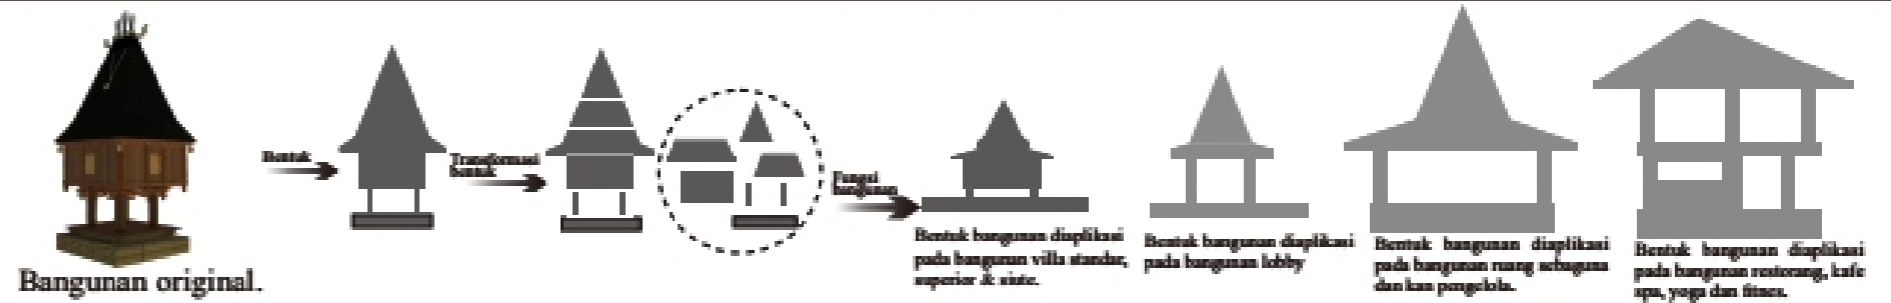 Bangunan original.
Bentuk
Transformasi
bentuk
Fungsi
bangunan
Bentuk bangunan diaplikasi
pada bangunan villa standar,
superior & siute.
Bentuk bangunan diaplikasi
pada bangunan lobby
Bentuk bangunan diaplikasi
pada bangunan ruang sebaguna
dan kan pengelola.
Bentuk bangunan diaplikasi
pada bangunan restorang, kafe
spa, yoga dan fitnes.